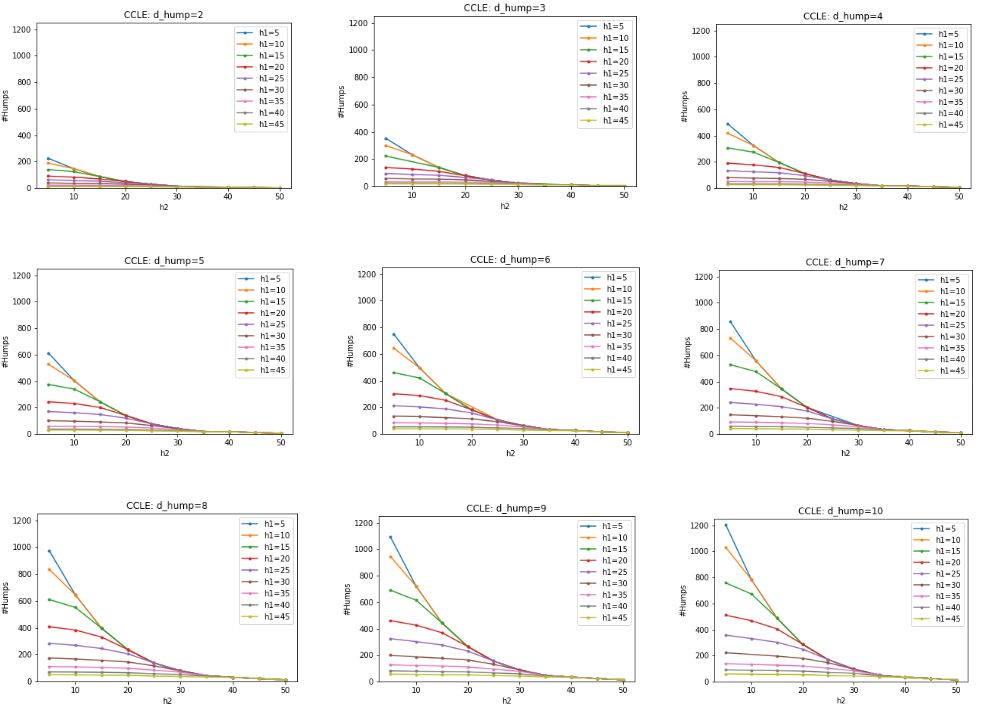 CCLE: d_hump=2
1200
1000
800
600
400
200
0
#Humps
10 20 30 40 50
h2
h1=5
h1=10
h1=15
h1=20
h1=25
h1=30
h1=35
h1=40
h1=45
CCLE: d_hump=3
1200
1000
800
600
400
200
0
#Humps
10 20 30 40 50
h2
h1=5
h1=10
h1=15
h1=20
h1=25
h1=30
h1=35
h1=40
h1=45
CCLE: d_hump=4
1200
1000
800
600
400
200
0
#Humps
10 20 30 40 50
h2
h1=5
h1=10
h1=15
h1=20
h1=25
h1=30
h1=35
h1=40
h1=45
CCLE: d_hump=5
1200
1000
800
600
400
200
0
#Humps
10 20 30 40 50
h2
h1=5
h1=10
h1=15
h1=20
h1=25
h1=30
h1=35
h1=40
h1=45
CCLE: d_hump=6
1200
1000
800
600
400
200
0
#Humps
10 20 30 40 50
h2
h1=5
h1=10
h1=15
h1=20
h1=25
h1=30
h1=35
h1=40
h1=45
CCLE: d_hump=7
1200
1000
800
600
400
200
0
#Humps
10 20 30 40 50
h2
h1=5
h1=10
h1=15
h1=20
h1=25
h1=30
h1=35
h1=40
h1=45
CCLE: d_hump=8
1200
1000
800
600
400
200
0
#Humps
10 20 30 40 50
h2
h1=5
h1=10
h1=15
h1=20
h1=25
h1=30
h1=35
h1=40
h1=45
CCLE: d_hump=9
1200
1000
800
600
400
200
0
#Humps
10 20 30 40 50
h2
h1=5
h1=10
h1=15
h1=20
h1=25
h1=30
h1=35
h1=40
h1=45
CCLE: d_hump=10
1200
1000
800
600
400
200
0
#Humps
10 20 30 40 50
h2
h1=5
h1=10
h1=15
h1=20
h1=25
h1=30
h1=35
h1=40
h1=45